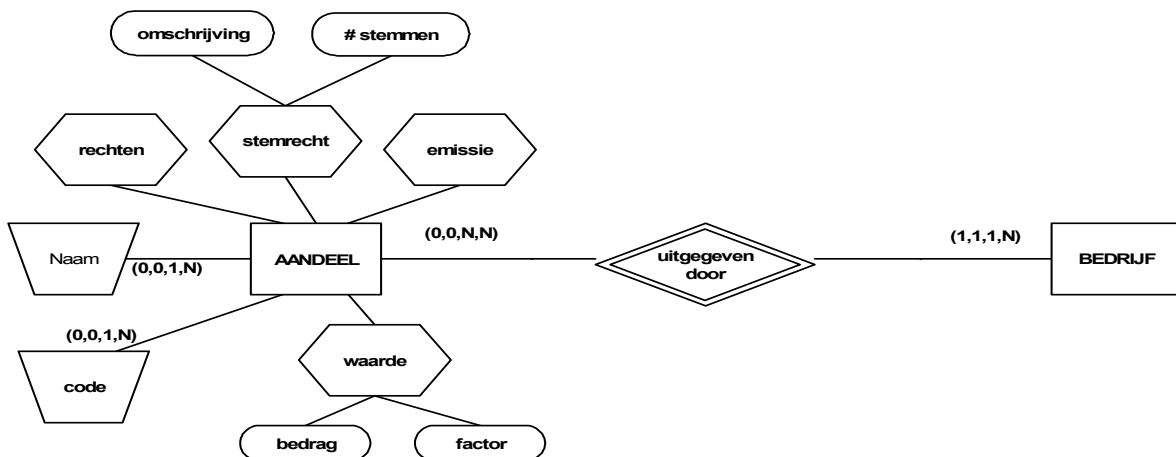 omschrijving
# stemmen
rechten
stemrecht
emissie
Naam
(0,0,1,N)
AANDEEL
(0,0,N,N)
uitgegeven
door
(1,1,1,N)
BEDRIJF
(0,0,1,N)
code
waarde
bedrag
factor